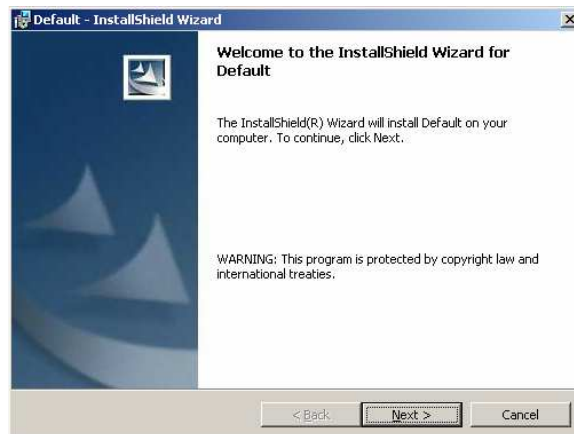 Default - InstallShield Wizard
Welcome to the InstallShield Wizard for
Default
The InstallShield(R) Wizard will install Default on your
computer. To continue, click Next.
WARNING: This program is protected by copyright law and
international treaties.
< Back
Next >
Cancel